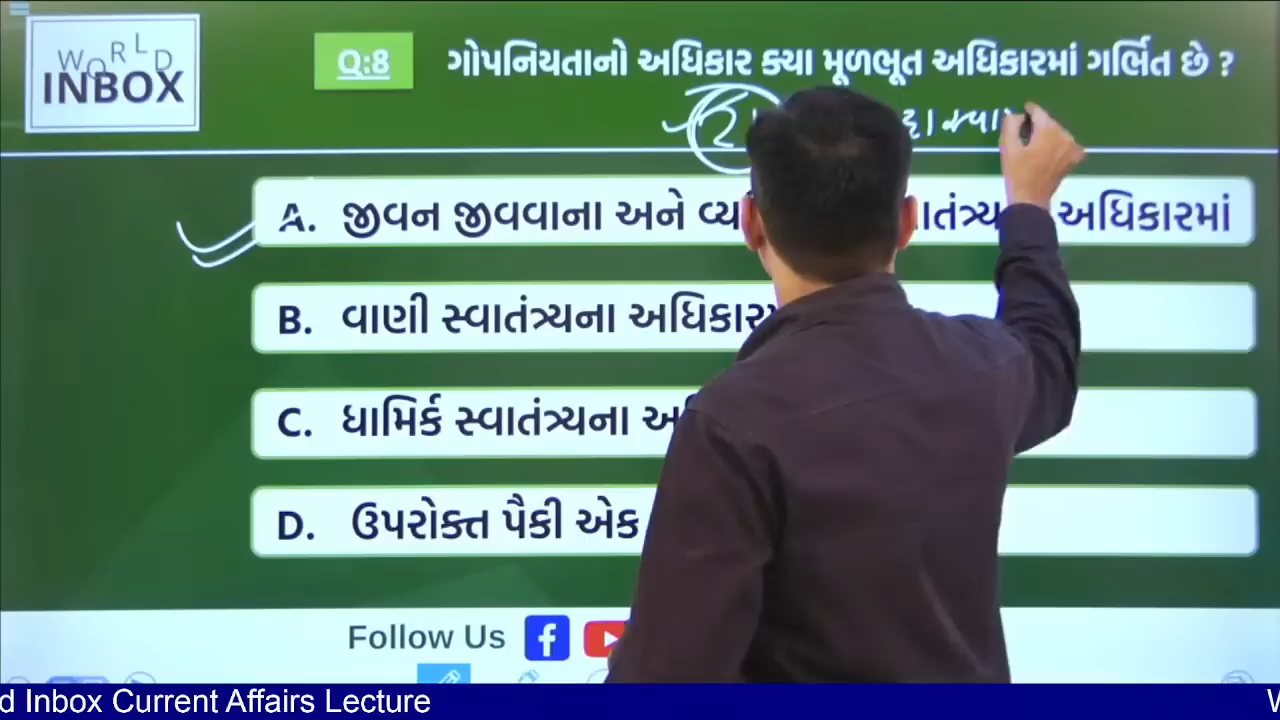 WORLD
INBOX
Q:8 ગોપનિયતાનો અધિકાર ક્યા મૂળભૂત અધિકારમાં ગર્ભિત છે ?
A. જીવન જીવવાના અને અધિકારમાં
B. વાણી સ્વાતંત્ર્યના
C. ધામિર્ક સ્વાતંત્ર્યના
D. ઉપરોક્ત પૈકી એક
Follow Us
Inbox Current Affairs Lecture